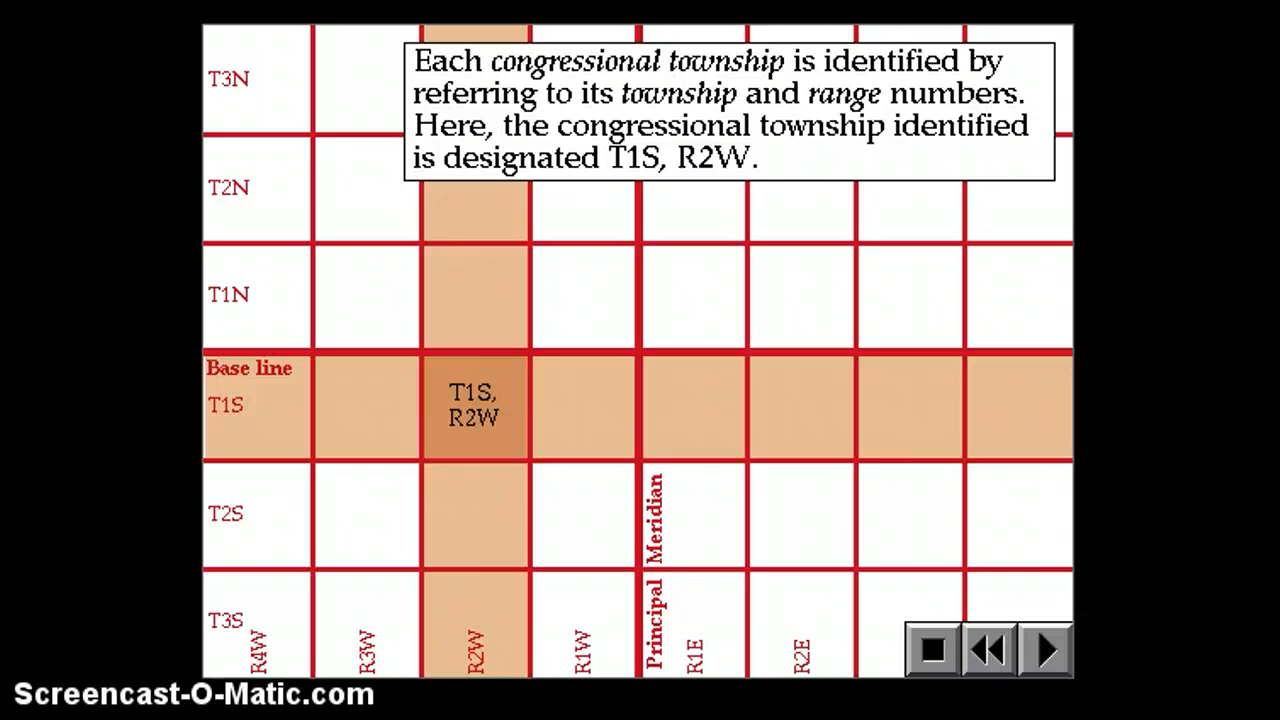 T3N
Each congressional township is identified by
referring to its township and range numbers.
Here, the congressional township identified
is designated T1S, R2W.
T2N
T1N
Base line
T1S
T1S,
R2W
T2S
T3S
R4W
R3W
R2W
R1W
Principal Meridian
R1E
R2E
Screencast-O-Matic.com